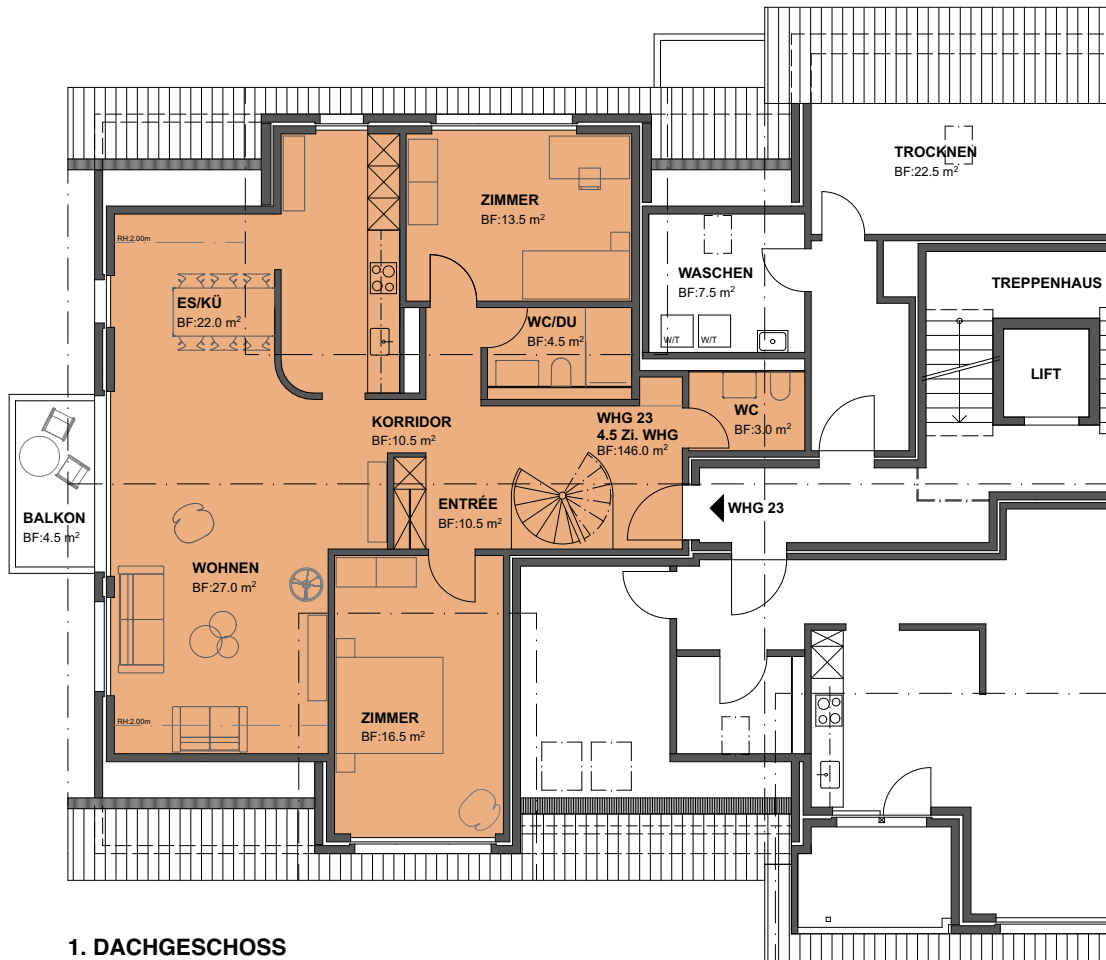 TROCKNEN
BF:22.5 m²
ZIMMER
BF:13.5 m²
RH:2.00m
WASCHEN
BF:7.5 m²
TREPPENHAUS
ES/KÜ
BF:22.0 m²
WC/DU
BF:4.5 m²
W/T
W/T
LIFT
KORRIDOR
BF:10.5 m²
WHG 23
4.5 Zi. WHG
BF:146.0 m²
WC
BF:3.0 m²
BALKON
BF:4.5 m²
ENTRÉE
BF:10.5 m²
WHG 23
WOHNEN
BF:27.0 m²
RH:2.00m
ZIMMER
BF:16.5 m²
1. DACHGESCHOSS